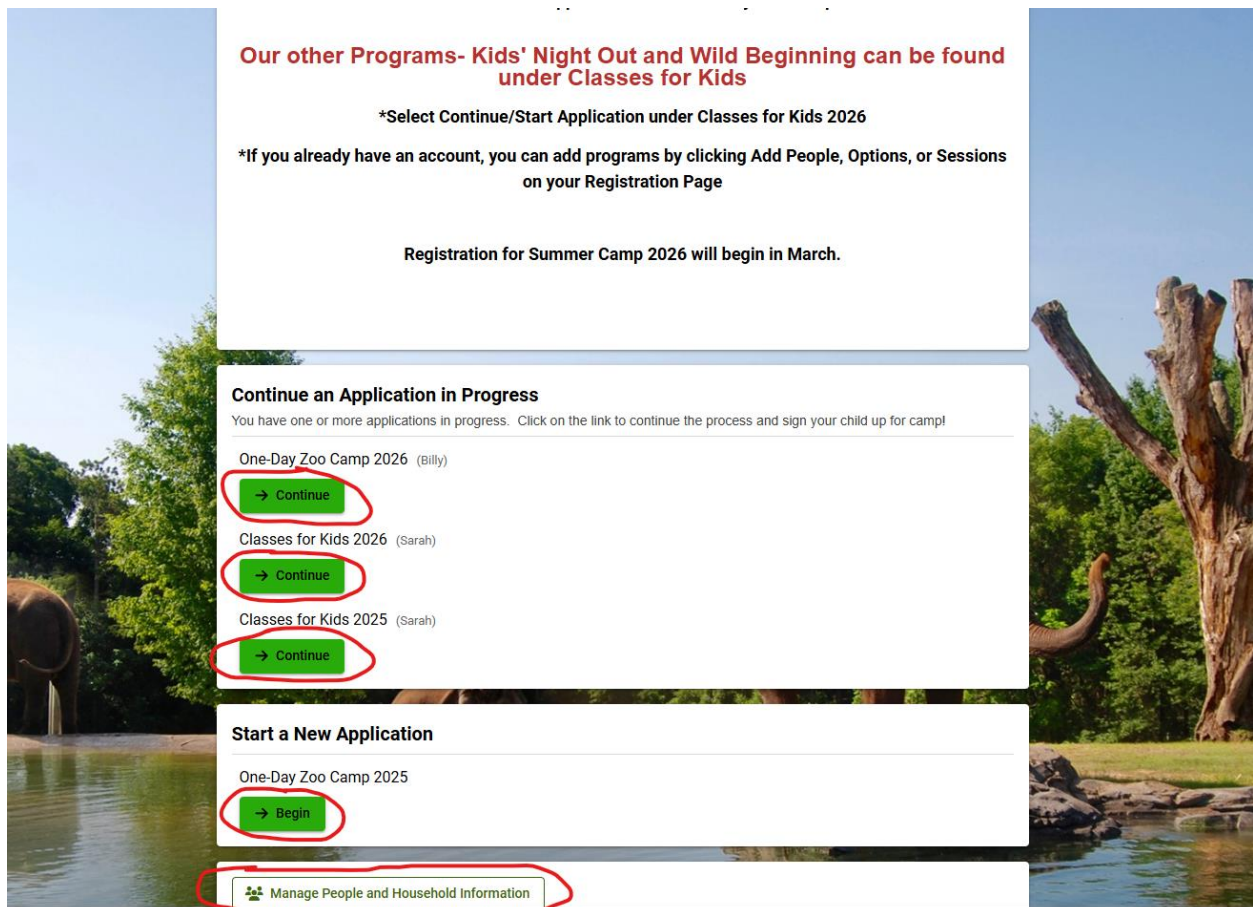 Our other Programs- Kids' Night Out and Wild Beginning can be found
under Classes for Kids
*Select Continue/Start Application under Classes for Kids 2026
*If you already have an account, you can add programs by clicking Add People, Options, or Sessions
on your Registration Page
Registration for Summer Camp 2026 will begin in March.
Continue an Application in Progress
You have one or more applications in progress. Click on the link to continue the process and sign your child up for camp!
One-Day Zoo Camp 2026 (Billy)
→ Continue
Classes for Kids 2026 (Sarah)
→ Continue
Classes for Kids 2025 (Sarah)
→ Continue
Start a New Application
One-Day Zoo Camp 2025
→ Begin
Manage People and Household Information